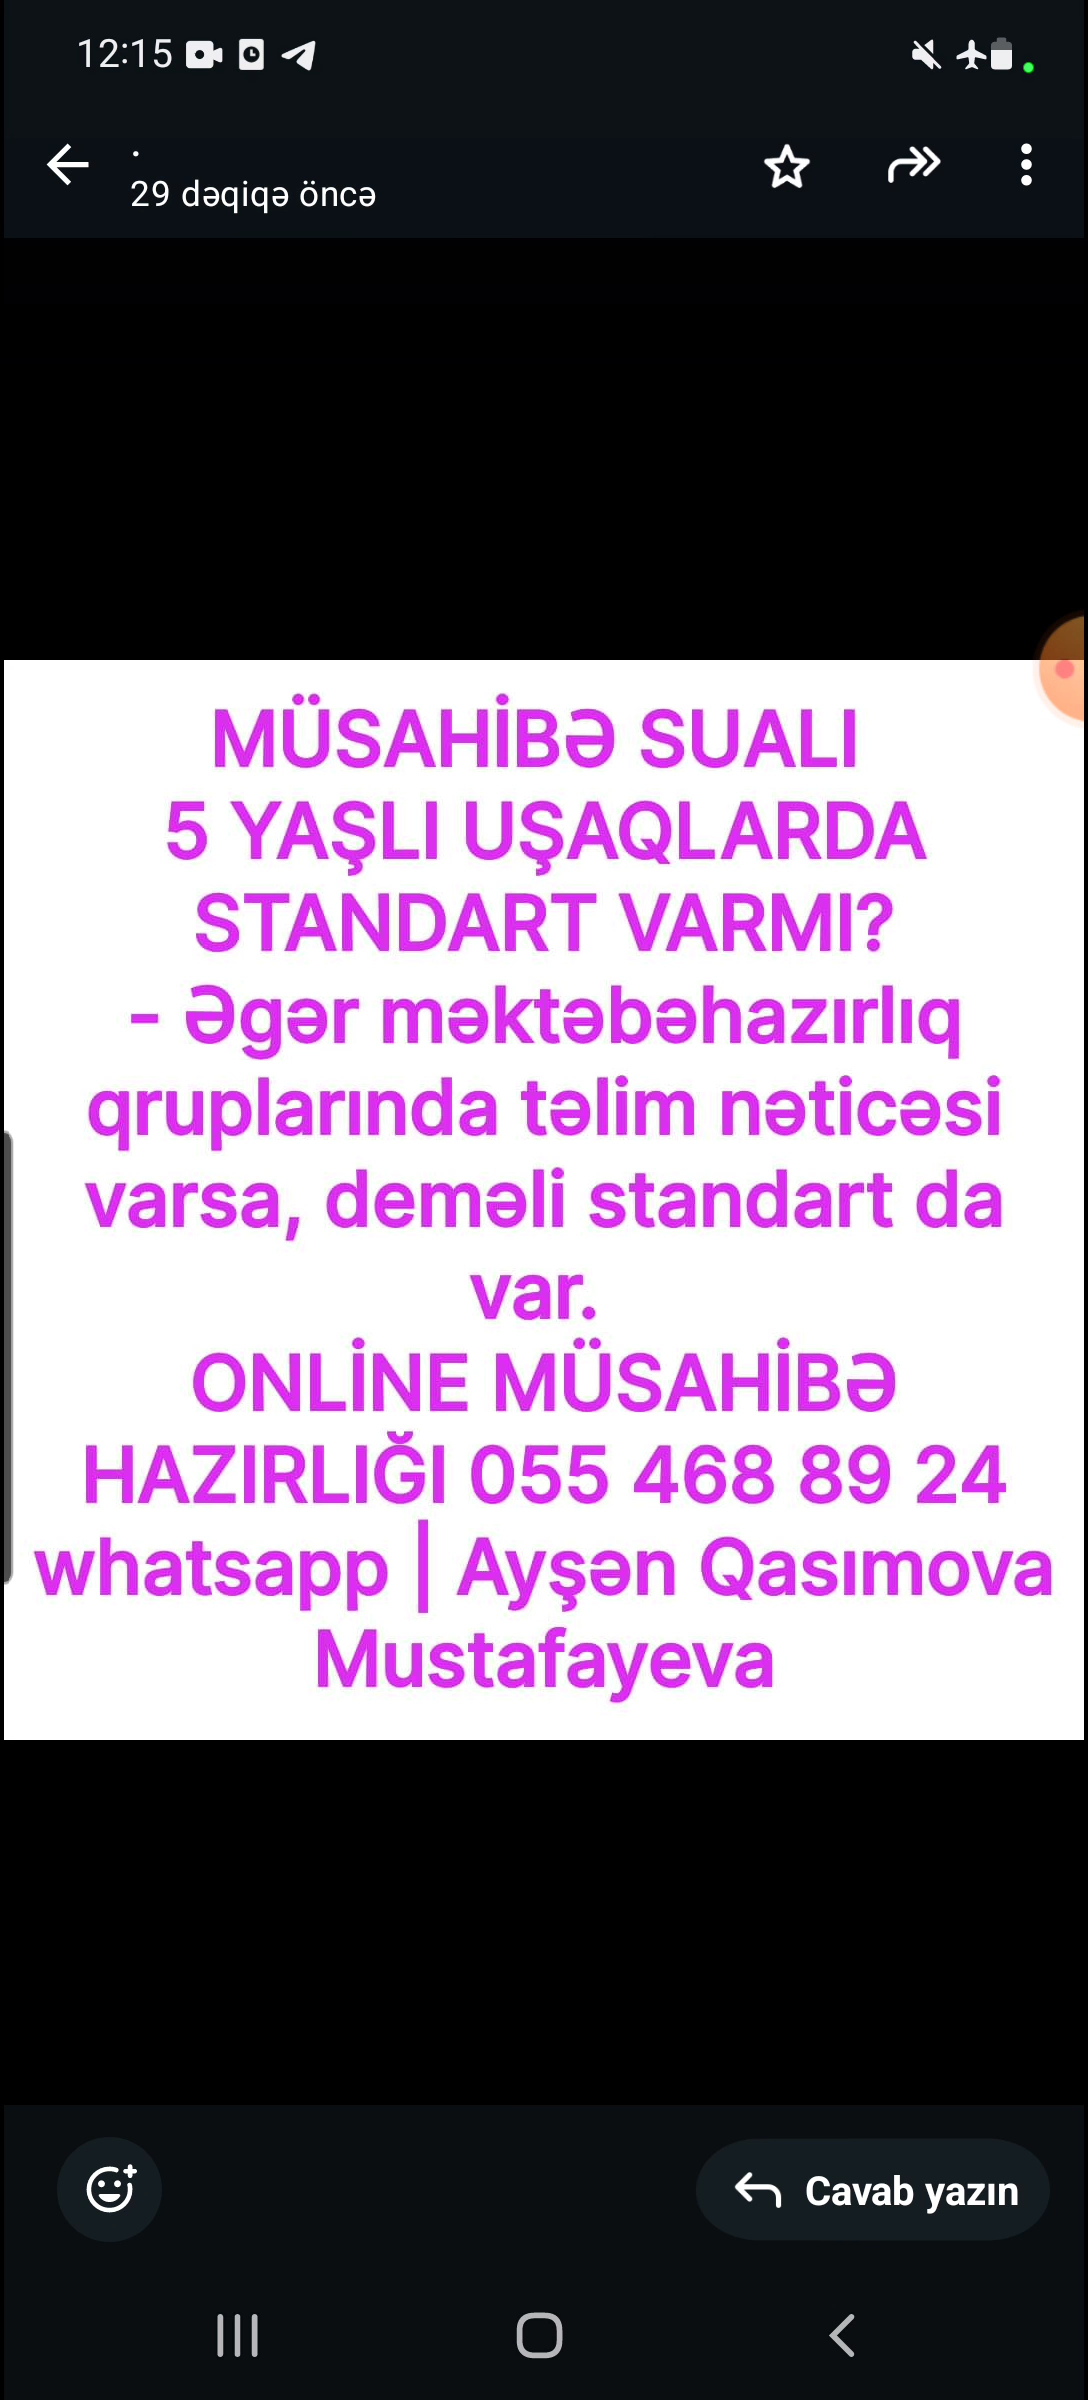 12:15
.
29 dəqiqə öncə
MÜSAHİBƏ SUALI
5 YAŞLI UŞAQLARDA
STANDART VARMI?
- Əgər məktəbəhazırlıq
qruplarında təlim nəticəsi
varsa, deməli standart da
var.
ONLİNE MÜSAHİBƏ
HAZIRLIĞI 055 468 89 24
whatsapp | Ayşən Qasımova
Mustafayeva
Cavab yazın